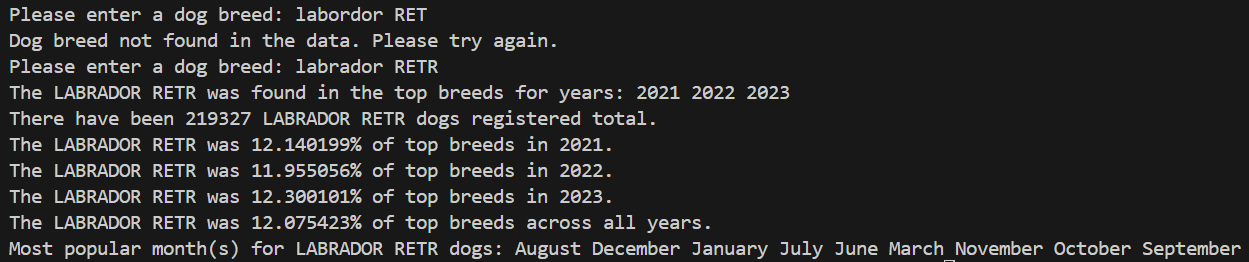 Please enter a dog breed: labordor RET
Dog breed not found in the data. Please try again.
Please enter a dog breed: labrador RETR
The LABRADOR RETR was found in the top breeds for years: 2021 2022 2023
There have been 219327 LABRADOR RETR dogs registered total.
The LABRADOR RETR was 12.140199% of top breeds in 2021.
The LABRADOR RETR was 11.955056% of top breeds in 2022.
The LABRADOR RETR was 12.300101% of top breeds in 2023.
The LABRADOR RETR was 12.075423% of top breeds across all years.
Most popular month(s) for LABRADOR RETR dogs: August December January July June March November October September